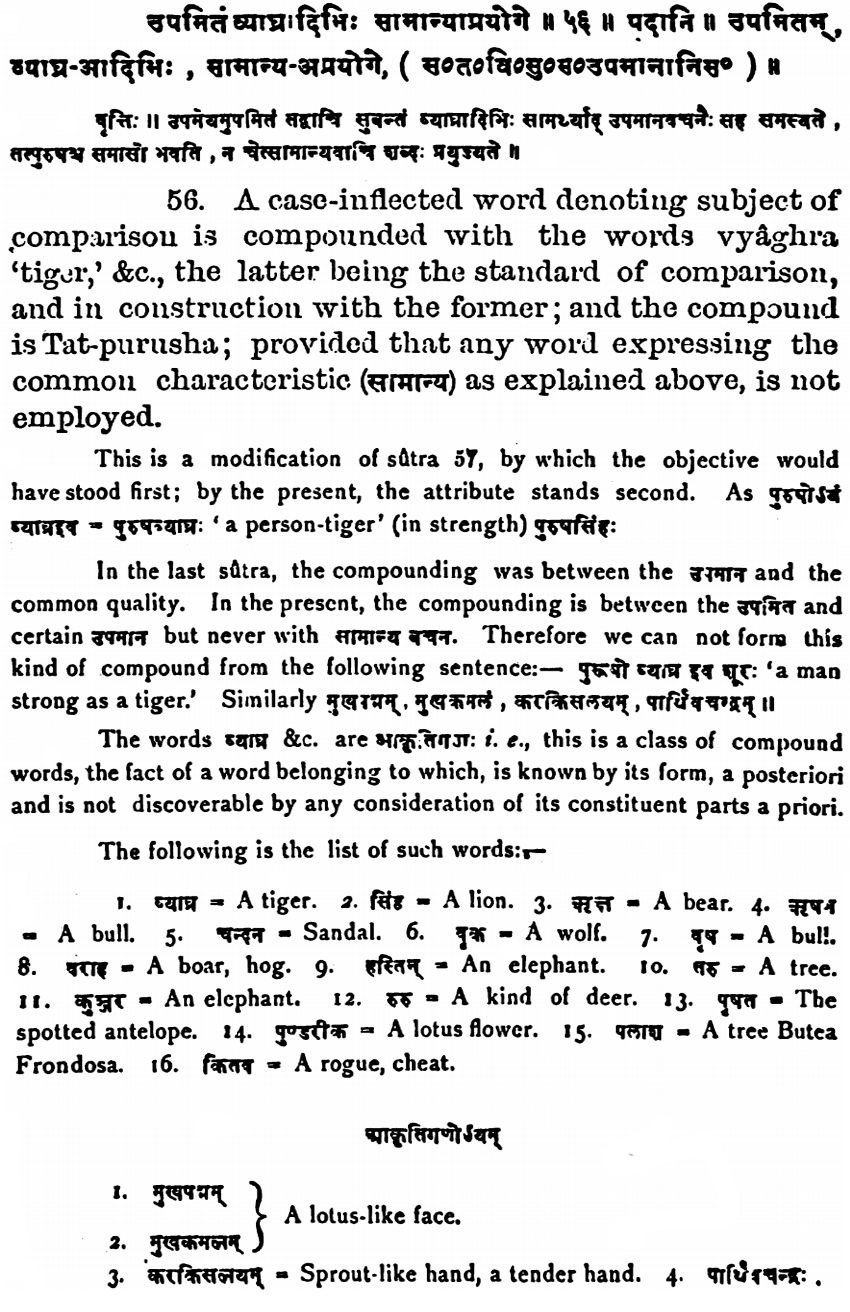 उपमितं व्याघ्रादिभिः सामान्याप्रयोगे ॥ ५६ ॥ पदानि ॥ उपमितम्,
व्याघ्र-आदिभिः, सामान्य-अप्रयोगे, ( स०त०वि०सु०स०उपमानानिस० ) ॥
वृत्तिः ॥ उपमेयमुपमितं तद्वाचि सुबन्तं व्याघ्रादिभिः सामर्थ्याद् उपमानवचनैः सह समस्यते,
तत्पुरुषश्च समासो भवति, न चेत्सामान्यवाचि शब्दः प्रयुज्यते ॥
56. A case-inflected word denoting subject of
comparison is compounded with the words vyâghra
‘tiger,’ &c., the latter being the standard of comparison,
and in construction with the former; and the compound
is Tat-purusha; provided that any word expressing the
common characteristic (सामान्य) as explained above, is not
employed.
This is a modification of sûtra 57, by which the objective would
have stood first; by the present, the attribute stands second. As पुरुषोऽयं
व्याघ्रइव = पुरुषव्याघ्रः ‘a person-tiger’ (in strength) पुरुषसिंहः
In the last sûtra, the compounding was between the उपमान and the
common quality. In the present, the compounding is between the उपमित and
certain उपमान but never with सामान्य वचन. Therefore we can not form this
kind of compound from the following sentence:— पुरूषो व्याघ्र इव शूरः ‘a man
strong as a tiger.’ Similarly मुखपद्मम्, मुखकमलं, करकिसलयम्, पार्थिवचन्द्रम् ॥
The words व्याघ्र &c. are आकृतिगणः i. e., this is a class of compound
words, the fact of a word belonging to which, is known by its form, a posteriori
and is not discoverable by any consideration of its constituent parts a priori.
The following is the list of such words:—
1. व्याघ्र = A tiger. 2. सिंह = A lion. 3. ऋक्ष = A bear. 4. ऋषभ
= A bull. 5. चन्दन = Sandal. 6. वृक = A wolf. 7. वृष = A bull.
8. वराह = A boar, hog. 9. हस्तिन् = An elephant. 10. तरु = A tree.
11. कुञ्जर = An elephant. 12. रुरु = A kind of deer. 13. पृषत = The
spotted antelope. 14. पुण्डरीक = A lotus flower. 15. पलाश = A tree Butea
Frondosa. 16. कितव = A rogue, cheat.
आकृतिगणोऽयम्
1. मुखपद्मम्
A lotus-like face.
2. मुखकमलम्
3. करकिसलयम् = Sprout-like hand, a tender hand. 4. पार्थिवचन्द्रः.